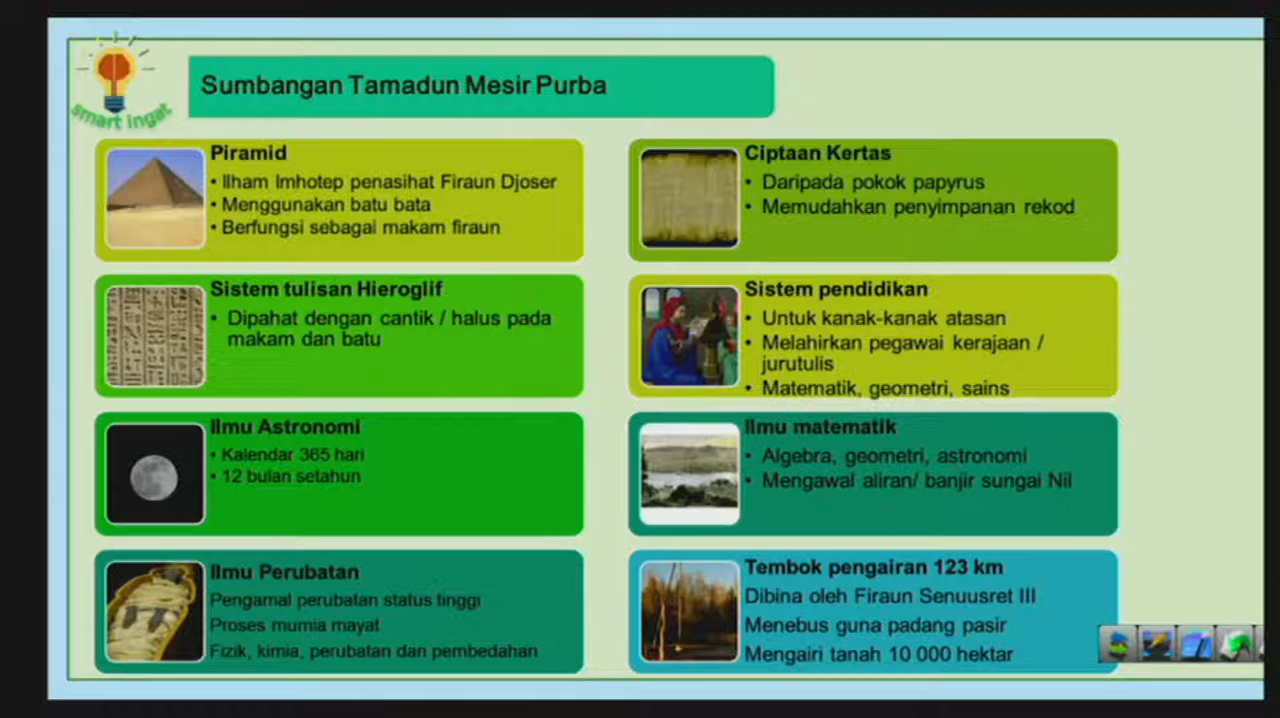 smart ingat
Sumbangan Tamadun Mesir Purba
Piramid
• Ilham Imhotep penasihat Firaun Djoser
• Menggunakan batu bata
• Berfungsi sebagai makam firaun
Ciptaan Kertas
• Daripada pokok papyrus
• Memudahkan penyimpanan rekod
Sistem tulisan Hieroglif
• Dipahat dengan cantik / halus pada
makam dan batu
Sistem pendidikan
• Untuk kanak-kanak atasan
• Melahirkan pegawai kerajaan /
jurutulis
• Matematik, geometri, sains
Ilmu Astronomi
• Kalendar 365 hari
• 12 bulan setahun
Ilmu matematik
• Algebra, geometri, astronomi
• Mengawal aliran/ banjir sungai Nil
Ilmu Perubatan
Pengamal perubatan status tinggi
Proses mumia mayat
Fizik, kimia, perubatan dan pembedahan
Tembok pengairan 123 km
Dibina oleh Firaun Senuusret III
Menebus guna padang pasir
Mengairi tanah 10 000 hektar